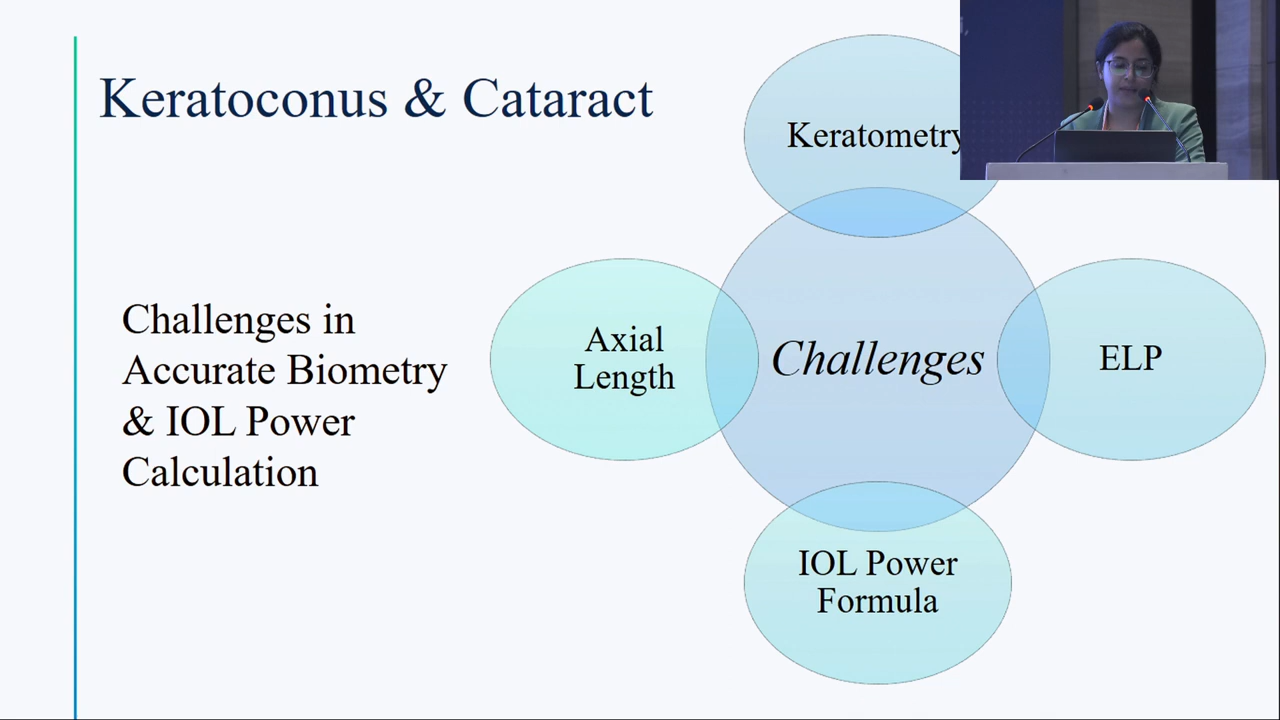 Keratoconus & Cataract
Challenges in
Accurate Biometry
& IOL Power
Calculation
Keratometry
Axial
Length
Challenges
ELP
IOL Power
Formula